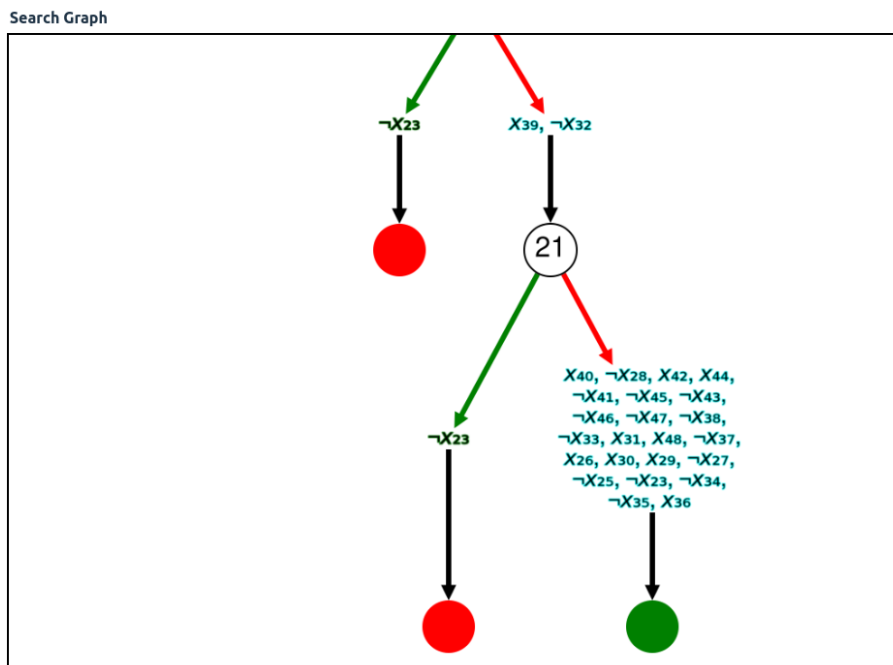 Search Graph
¬X23
X39, ¬X32
21
X40, ¬X28, X42, X44,
¬X41, ¬X45, ¬X43,
¬X46, ¬X47, ¬X38,
¬X33, X31, X48, ¬X37,
X26, X30, X29, ¬X27,
¬X25, ¬X23, ¬X34,
¬X35, X36
¬X23